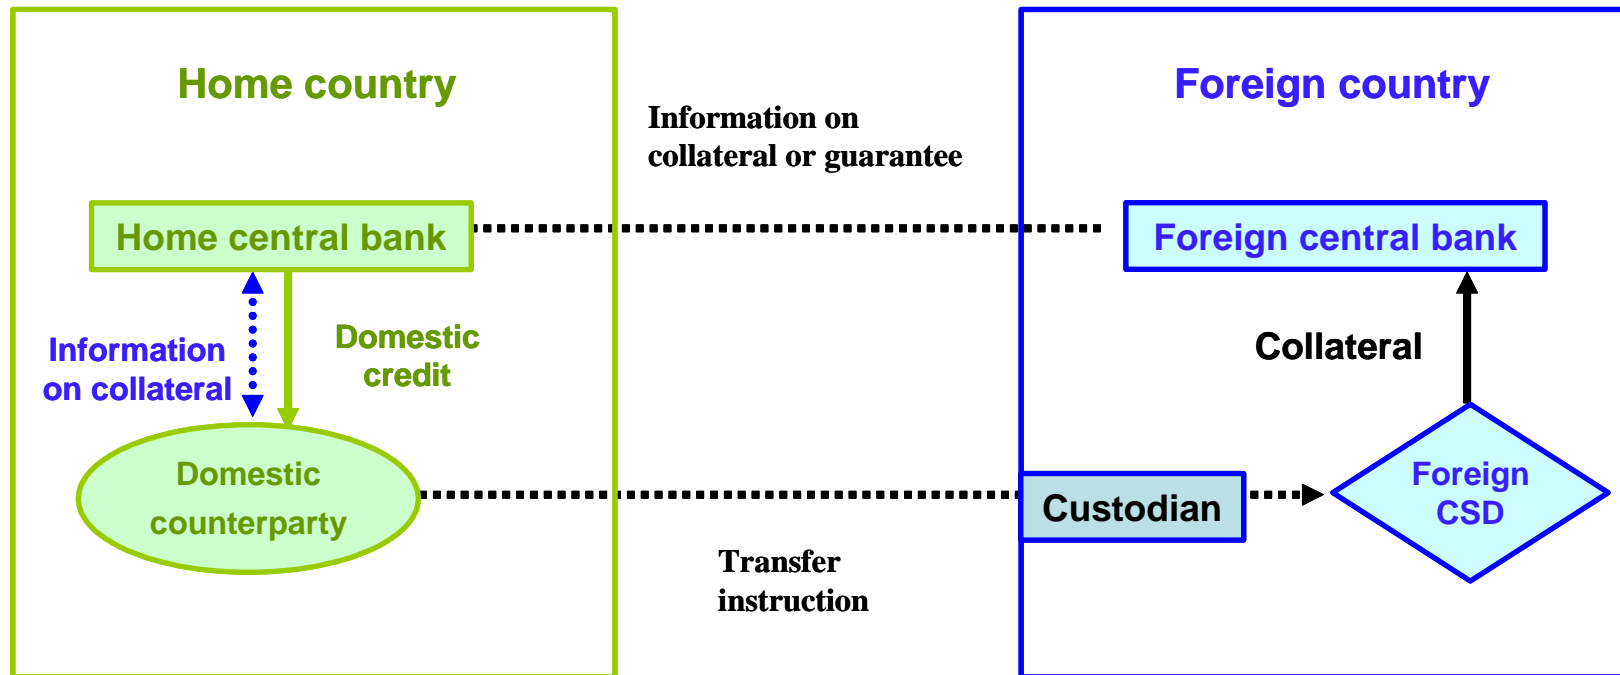 Home country
Foreign country
Information on
collateral or guarantee
Home central bank
Foreign central bank
Information
on collateral
Domestic
credit
Collateral
Domestic
counterparty
Custodian
Foreign
CSD
Transfer
instruction